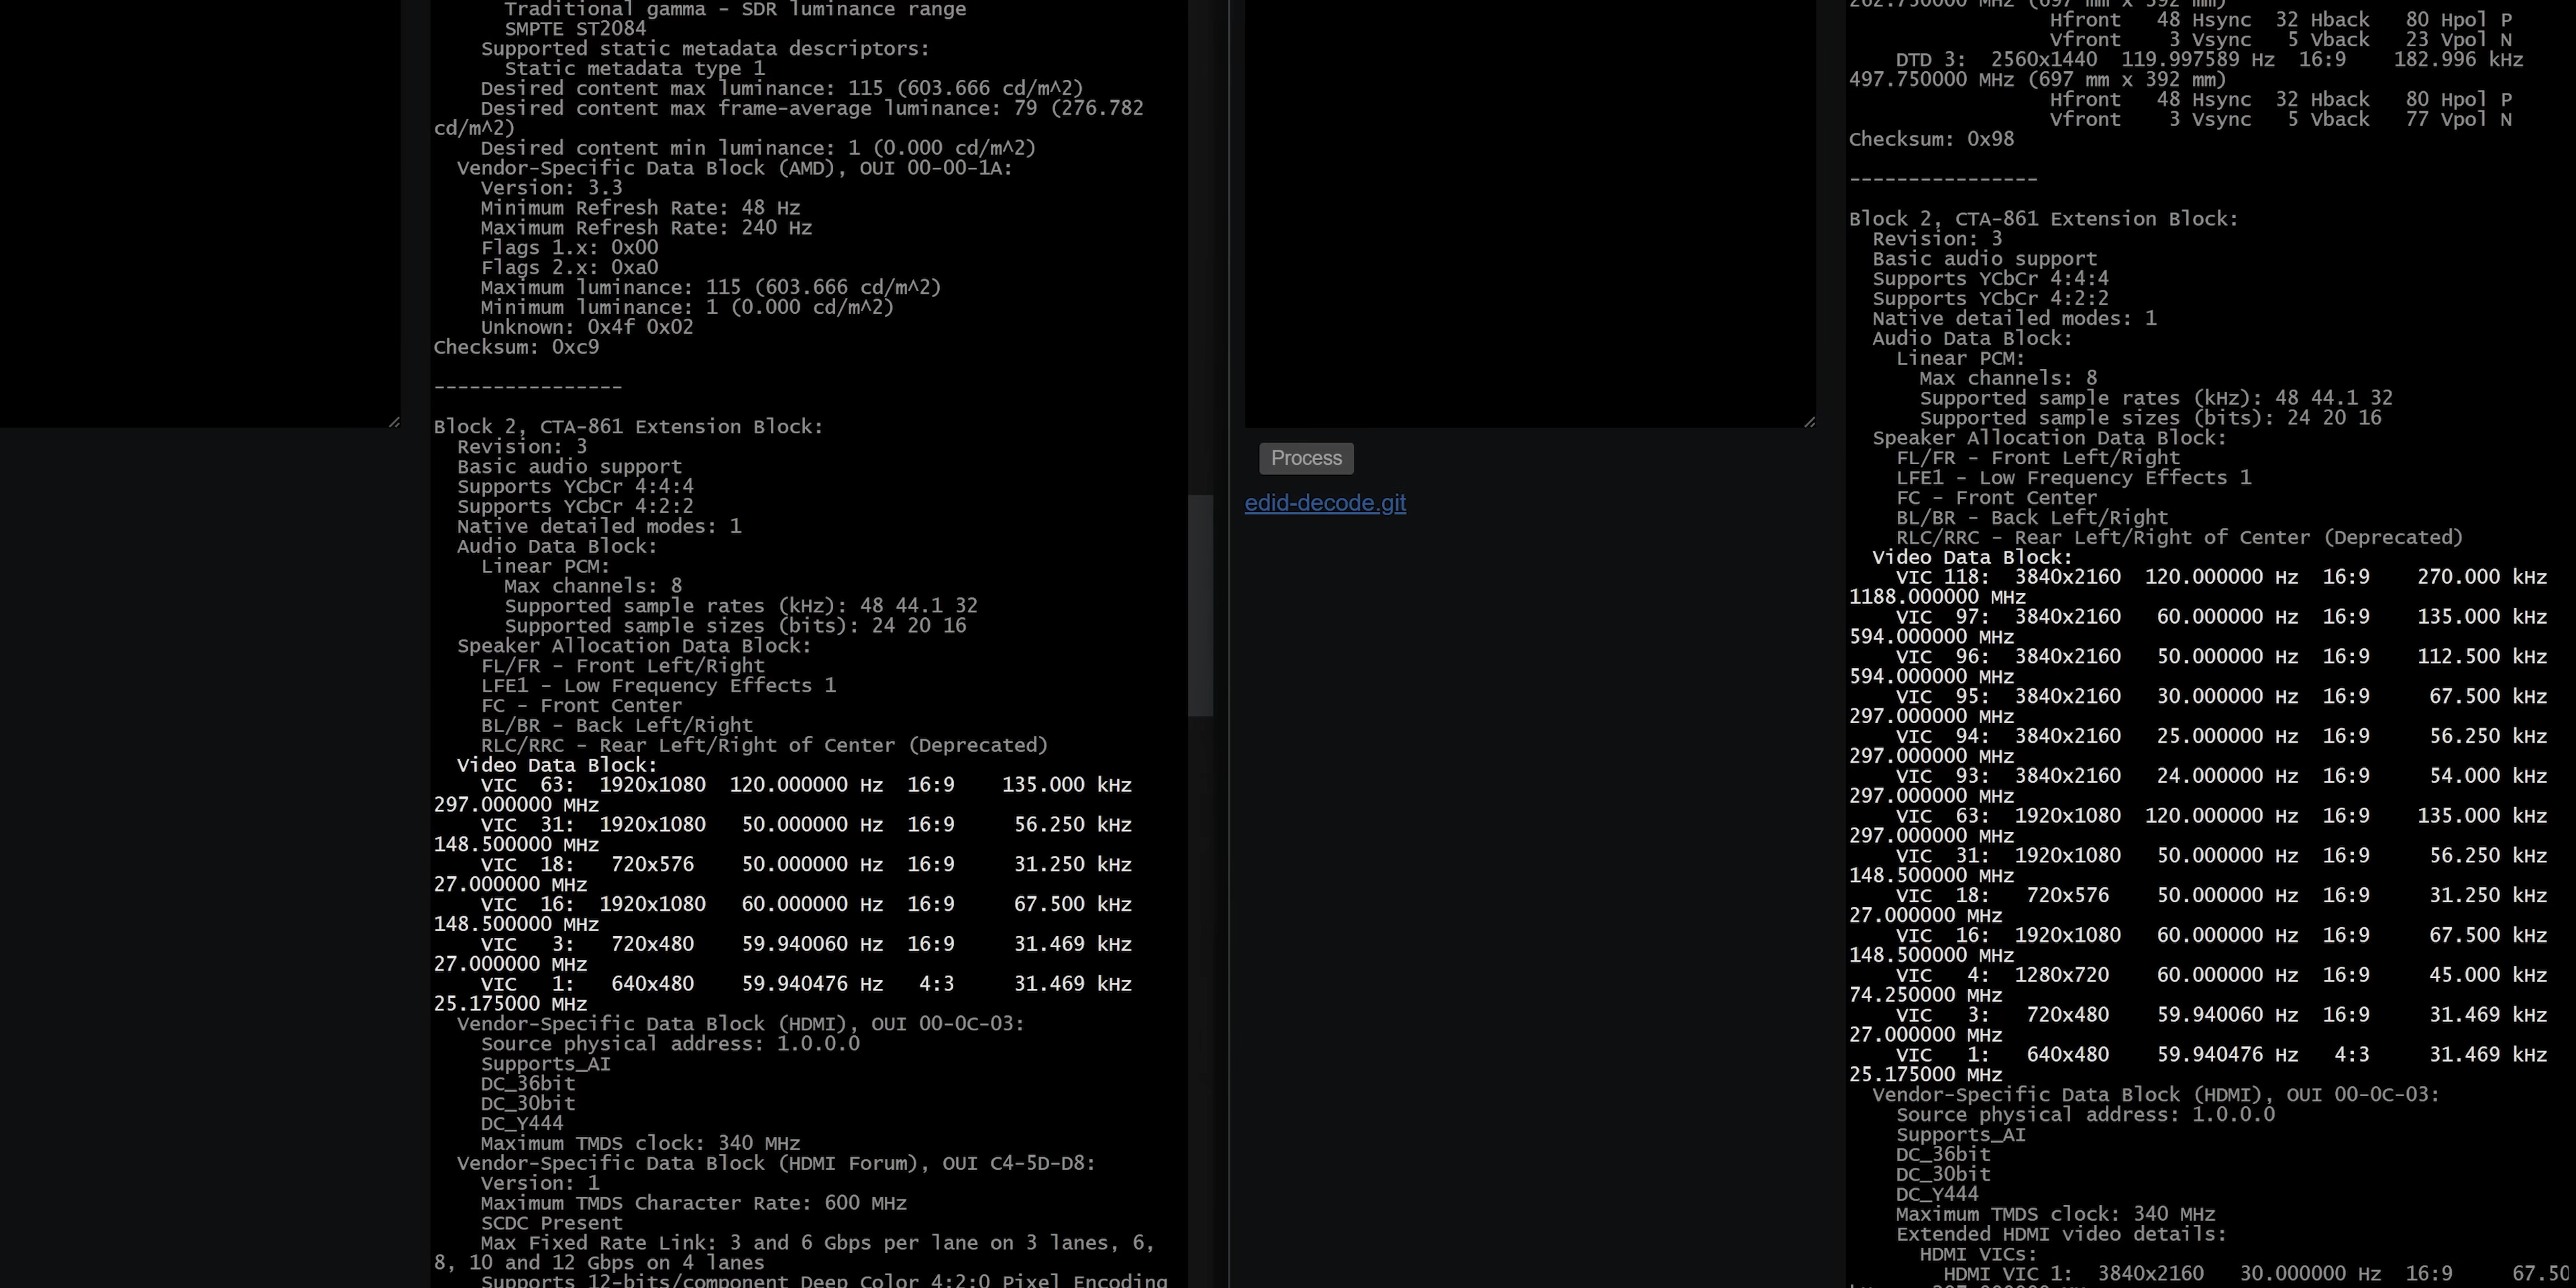 Traditional gamma - SDR luminance range
SMPTE ST2084
Supported static metadata descriptors:
Static metadata type 1
Desired content max luminance: 115 (603.666 cd/m^2)
Desired content max frame-average luminance: 79 (276.782
cd/m^2)
Desired content min luminance: 1 (0.000 cd/m^2)
Vendor-Specific Data Block (AMD), OUI 00-00-1A:
Version: 3.3
Minimum Refresh Rate: 48 Hz
Maximum Refresh Rate: 240 Hz
Flags 1.x: 0x00
Flags 2.x: 0xa0
Maximum luminance: 115 (603.666 cd/m^2)
Minimum luminance: 1 (0.000 cd/m^2)
Unknown: 0x4f 0x02
Checksum: 0xc9
----------------
Block 2, CTA-861 Extension Block:
Revision: 3
Basic audio support
Supports YCbCr 4:4:4
Supports YCbCr 4:2:2
Native detailed modes: 1
Audio Data Block:
Linear PCM:
Max channels: 8
Supported sample rates (kHz): 48 44.1 32
Supported sample sizes (bits): 24 20 16
Speaker Allocation Data Block:
FL/FR - Front Left/Right
LFE1 - Low Frequency Effects 1
FC - Front Center
BL/BR - Back Left/Right
RLC/RRC - Rear Left/Right of Center (Deprecated)
Video Data Block:
VIC 63: 1920x1080 120.000000 Hz 16:9 135.000 kHz
297.000000 MHz
VIC 31: 1920x1080 50.000000 Hz 16:9 56.250 kHz
148.500000 MHz
VIC 18: 720x576 50.000000 Hz 16:9 31.250 kHz
27.000000 MHz
VIC 16: 1920x1080 60.000000 Hz 16:9 67.500 kHz
148.500000 MHz
VIC 3: 720x480 59.940060 Hz 16:9 31.469 kHz
27.000000 MHz
VIC 1: 640x480 59.940476 Hz 4:3 31.469 kHz
25.175000 MHz
Vendor-Specific Data Block (HDMI), OUI 00-0C-03:
Source physical address: 1.0.0.0
Supports_AI
DC_36bit
DC_30bit
DC_Y444
Maximum TMDS clock: 340 MHz
Vendor-Specific Data Block (HDMI Forum), OUI C4-5D-D8:
Version: 1
Maximum TMDS Character Rate: 600 MHz
SCDC Present
Max Fixed Rate Link: 3 and 6 Gbps per lane on 3 lanes, 6,
8, 10 and 12 Gbps on 4 lanes
Supports 12-bits/component Deep Color 4:2:0 Pixel Encoding
Process
edid-decode.git
262.750000 MHz (697 mm x 392 mm)
Hfront 48 Hsync 32 Hback 80 Hpol P
Vfront 3 Vsync 5 Vback 23 Vpol N
DTD 3: 2560x1440 119.997589 Hz 16:9 182.996 kHz
497.750000 MHz (697 mm x 392 mm)
Hfront 48 Hsync 32 Hback 80 Hpol P
Vfront 3 Vsync 5 Vback 77 Vpol N
Checksum: 0x98
----------------
Block 2, CTA-861 Extension Block:
Revision: 3
Basic audio support
Supports YCbCr 4:4:4
Supports YCbCr 4:2:2
Native detailed modes: 1
Audio Data Block:
Linear PCM:
Max channels: 8
Supported sample rates (kHz): 48 44.1 32
Supported sample sizes (bits): 24 20 16
Speaker Allocation Data Block:
FL/FR - Front Left/Right
LFE1 - Low Frequency Effects 1
FC - Front Center
BL/BR - Back Left/Right
RLC/RRC - Rear Left/Right of Center (Deprecated)
Video Data Block:
VIC 118: 3840x2160 120.000000 Hz 16:9 270.000 kHz
1188.000000 MHz
VIC 97: 3840x2160 60.000000 Hz 16:9 135.000 kHz
594.000000 MHz
VIC 96: 3840x2160 50.000000 Hz 16:9 112.500 kHz
594.000000 MHz
VIC 95: 3840x2160 30.000000 Hz 16:9 67.500 kHz
297.000000 MHz
VIC 94: 3840x2160 25.000000 Hz 16:9 56.250 kHz
297.000000 MHz
VIC 93: 3840x2160 24.000000 Hz 16:9 54.000 kHz
297.000000 MHz
VIC 63: 1920x1080 120.000000 Hz 16:9 135.000 kHz
297.000000 MHz
VIC 31: 1920x1080 50.000000 Hz 16:9 56.250 kHz
148.500000 MHz
VIC 18: 720x576 50.000000 Hz 16:9 31.250 kHz
27.000000 MHz
VIC 16: 1920x1080 60.000000 Hz 16:9 67.500 kHz
148.500000 MHz
VIC 4: 1280x720 60.000000 Hz 16:9 45.000 kHz
74.250000 MHz
VIC 3: 720x480 59.940060 Hz 16:9 31.469 kHz
27.000000 MHz
VIC 1: 640x480 59.940476 Hz 4:3 31.469 kHz
25.175000 MHz
Vendor-Specific Data Block (HDMI), OUI 00-0C-03:
Source physical address: 1.0.0.0
Supports_AI
DC_36bit
DC_30bit
DC_Y444
Maximum TMDS clock: 340 MHz
Extended HDMI video details:
HDMI VICs:
HDMI VIC 1: 3840x2160 30.000000 Hz 16:9 67.50